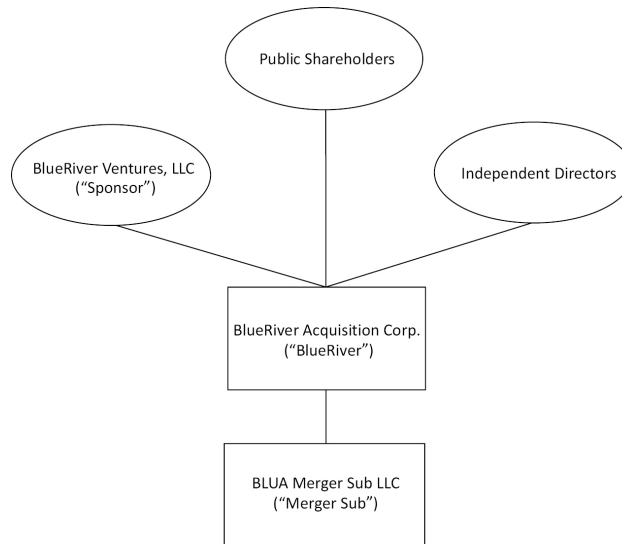 Public Shareholders
BlueRiver Ventures, LLC
(“Sponsor”)
Independent Directors
BlueRiver Acquisition Corp.
(“BlueRiver”)
BLUA Merger Sub LLC
(“Merger Sub”)